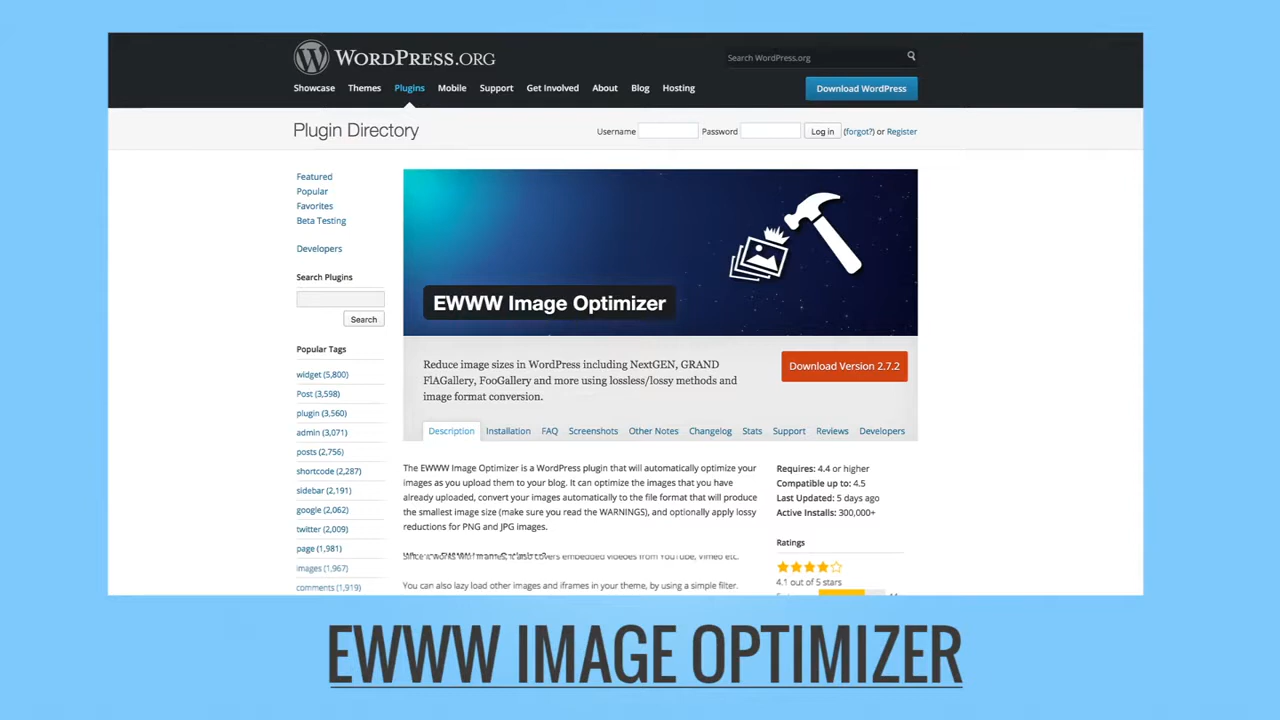 WORDPRESS.ORG
Search WordPress.org
Showcase Themes Plugins Mobile Support Get Involved About Blog Hosting
Download WordPress
Plugin Directory
Username Password Log in (forgot?) or Register
Featured
Popular
Favorites
Beta Testing
Developers
Search Plugins
Search
Popular Tags
widget (5,800)
Post (3,598)
plugin (3,560)
admin (3,071)
posts (2,756)
shortcode (2,287)
sidebar (2,191)
google (2,062)
twitter (2,009)
page (1,981)
images (1,967)
comments (1,919)
EWWW Image Optimizer
Reduce image sizes in WordPress including NextGEN, GRAND
FlAGallery, FooGallery and more using lossless/lossy methods and
image format conversion.
Download Version 2.7.2
Description Installation FAQ Screenshots Other Notes Changelog Stats Support Reviews Developers
The EWWW Image Optimizer is a WordPress plugin that will automatically optimize your
images as you upload them to your blog. It can optimize the images that you have
already uploaded, convert your images automatically to the file format that will produce
the smallest image size (make sure you read the WARNINGS), and optionally apply lossy
reductions for PNG and JPG images.
covers embedded videos from YouTube, Vimeo etc.
You can also lazy load other images and iframes in your theme, by using a simple filter.
Requires: 4.4 or higher
Compatible up to: 4.5
Last Updated: 5 days ago
Active Installs: 300,000+
Ratings
4.1 out of 5 stars
EWWW IMAGE OPTIMIZER